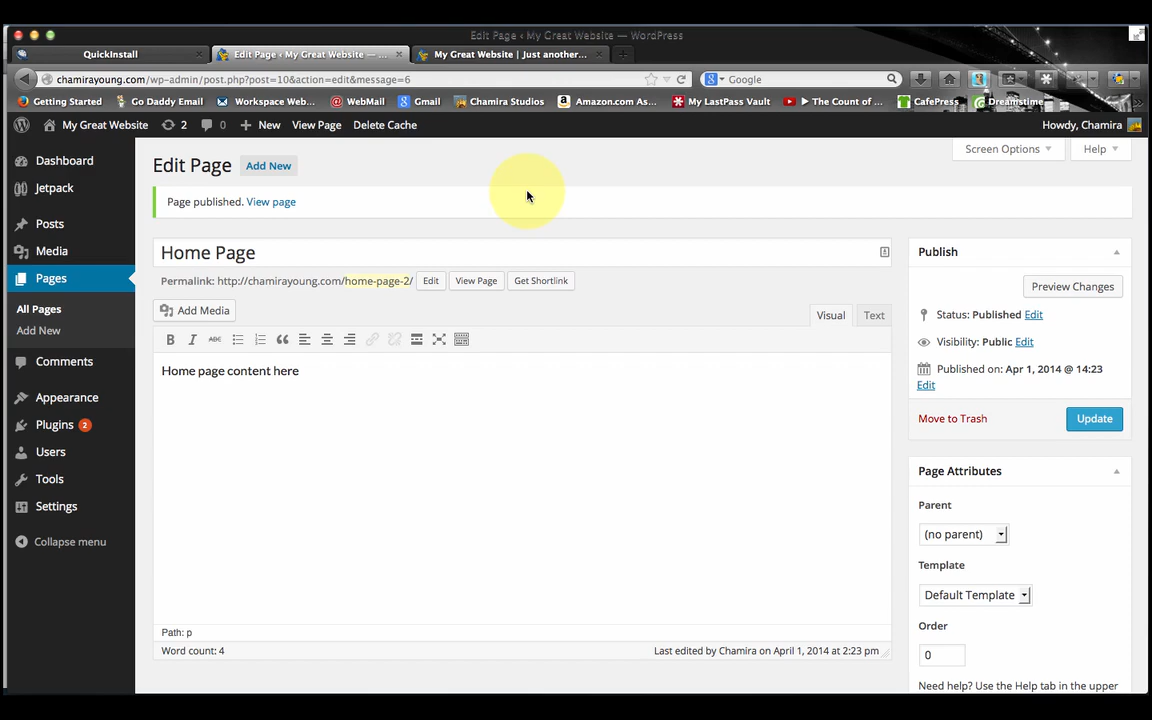 Edit Page ‹ My Great Website — WordPress
QuickInstall
Edit Page ‹ My Great Website — ...
My Great Website | Just another...
chamirayoung.com/wp-admin/post.php?post=10&action=edit&message=6
Google
Getting Started
Go Daddy Email
Workspace Web...
WebMail
Gmail
Chamira Studios
Amazon.com As...
My LastPass Vault
▶ The Count of ...
CafePress
Dreamstime
My Great Website
2
0
New
View Page
Delete Cache
Howdy, Chamira
Screen Options
Help
Dashboard
Jetpack
Posts
Media
Pages
All Pages
Add New
Comments
Appearance
Plugins 2
Users
Tools
Settings
Collapse menu
Edit Page
Add New
Page published. View page
Home Page
Permalink: http://chamirayoung.com/home-page-2/
Edit
View Page
Get Shortlink
Add Media
Visual
Text
B I ABC
Home page content here
Path: p
Word count: 4
Last edited by Chamira on April 1, 2014 at 2:23 pm
Publish
Preview Changes
Status: Published Edit
Visibility: Public Edit
Published on: Apr 1, 2014 @ 14:23
Edit
Move to Trash
Update
Page Attributes
Parent
(no parent)
Template
Default Template
Order
0
Need help? Use the Help tab in the upper